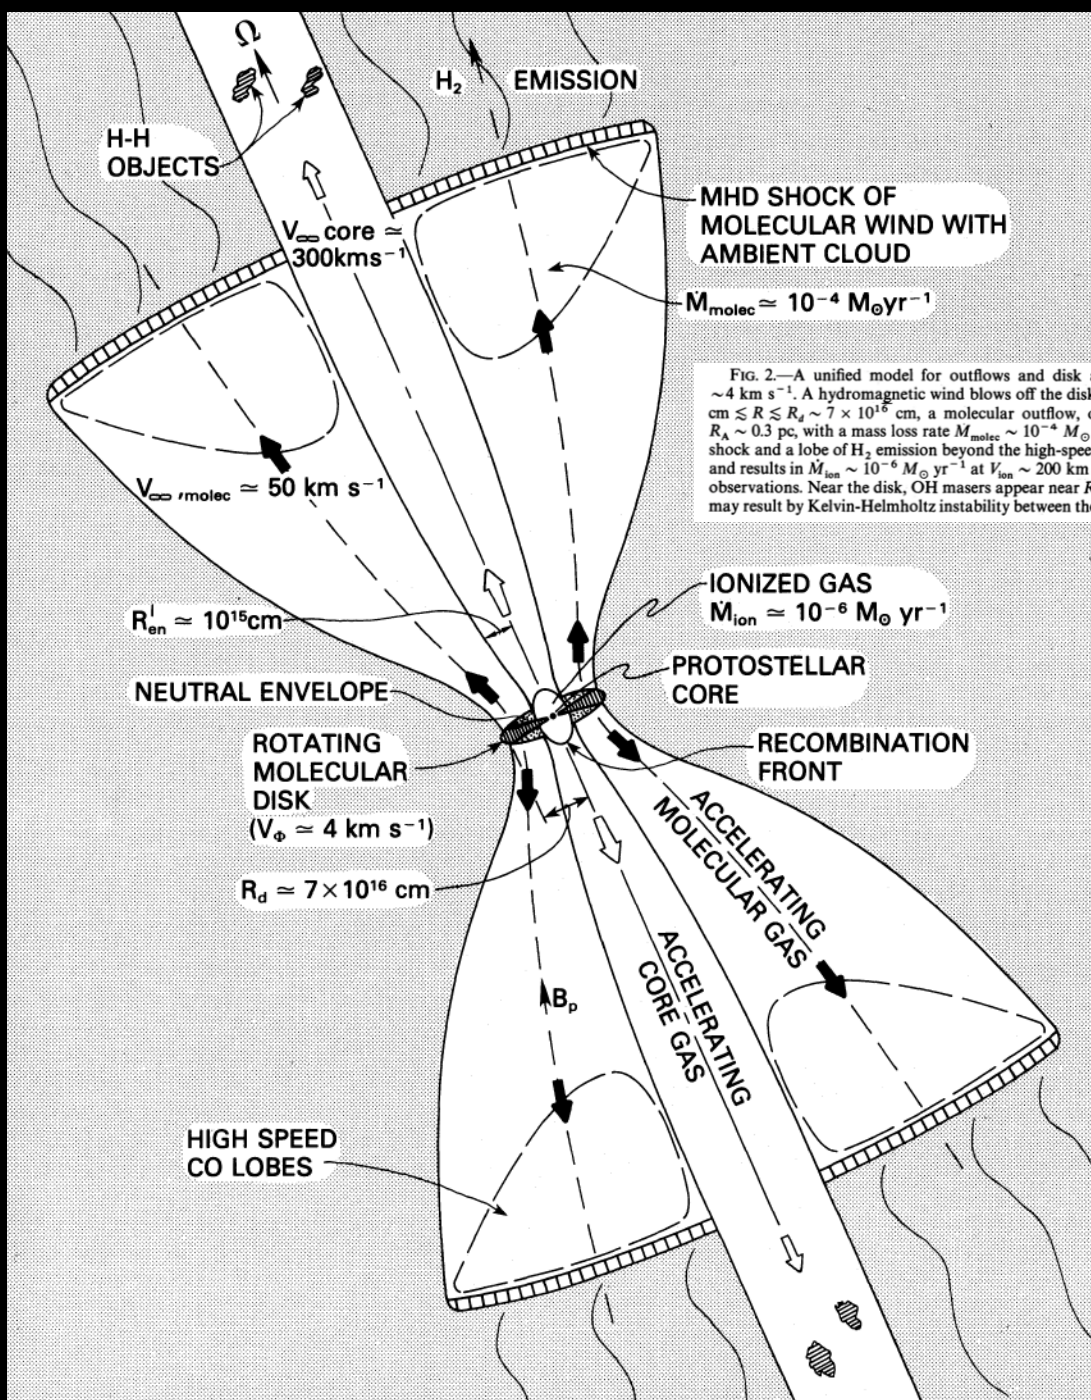 Ω
H₂ EMISSION
H-H
OBJECTS
MHD SHOCK OF
MOLECULAR WIND WITH
AMBIENT CLOUD
V∞ core ≃
300kms⁻¹
Ṁmolec ≃ 10⁻⁴ M⊙yr⁻¹
FIG. 2.—A unified model for outflows and disk
~4 km s⁻¹. A hydromagnetic wind blows off the disk
cm ≲ R ≲ R_d ~ 7 × 10¹⁶ cm, a molecular outflow,
R_A ~ 0.3 pc, with a mass loss rate Ṁmolec ~ 10⁻⁴ M⊙
shock and a lobe of H₂ emission beyond the high-spee
and results in Ṁion ~ 10⁻⁶ M⊙ yr⁻¹ at Vion ~ 200 km
observations. Near the disk, OH masers appear near R
may result by Kelvin-Helmholtz instability between the
V∞,molec ≃ 50 km s⁻¹
IONIZED GAS
Ṁion ≃ 10⁻⁶ M⊙ yr⁻¹
R'en ≃ 10¹⁵cm
PROTOSTELLAR
CORE
NEUTRAL ENVELOPE
ROTATING
MOLECULAR
DISK
(VΦ ≃ 4 km s⁻¹)
RECOMBINATION
FRONT
R_d ≃ 7×10¹⁶ cm
ACCELERATING
MOLECULAR GAS
ACCELERATING
CORE GAS
Bp
HIGH SPEED
CO LOBES